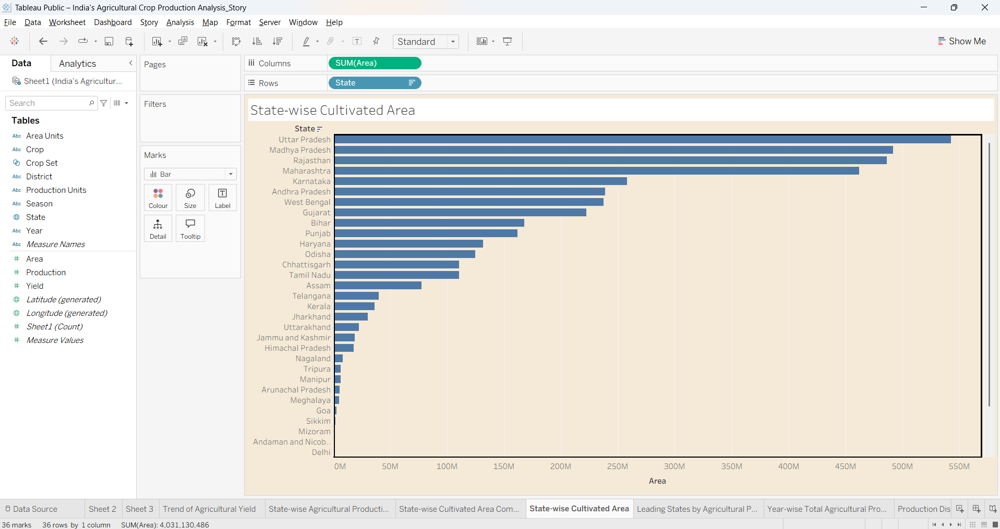 Tableau Public – India's Agricultural Crop Production Analysis_Story
File Data Worksheet Dashboard Story Analysis Map Format Server Window Help
Standard
Show Me
Data Analytics
Sheet1 (India's Agricultur...
Search
Tables
Abc Area Units
Abc Crop
Crop Set
Abc District
Abc Production Units
Abc Season
State
Abc Year
Abc Measure Names
Area
Production
Yield
Latitude (generated)
Longitude (generated)
Sheet1 (Count)
Measure Values
Pages
Filters
Marks
Bar
Colour Size Label
Detail Tooltip
Columns SUM(Area)
Rows State
State-wise Cultivated Area
State
Uttar Pradesh
Madhya Pradesh
Rajasthan
Maharashtra
Karnataka
Andhra Pradesh
West Bengal
Gujarat
Bihar
Punjab
Haryana
Odisha
Chhattisgarh
Tamil Nadu
Assam
Telangana
Kerala
Jharkhand
Uttarakhand
Jammu and Kashmir
Himachal Pradesh
Nagaland
Tripura
Manipur
Arunachal Pradesh
Meghalaya
Goa
Sikkim
Mizoram
Andaman and Nicob..
Delhi
0M 50M 100M 150M 200M 250M 300M 350M 400M 450M 500M 550M
Area
Data Source Sheet 2 Sheet 3 Trend of Agricultural Yield State-wise Agricultural Producti... State-wise Cultivated Area Com... State-wise Cultivated Area Leading States by Agricultural P... Year-wise Total Agricultural Pro... Production Dis
36 marks 36 rows by 1 column SUM(Area): 4,031,130,486